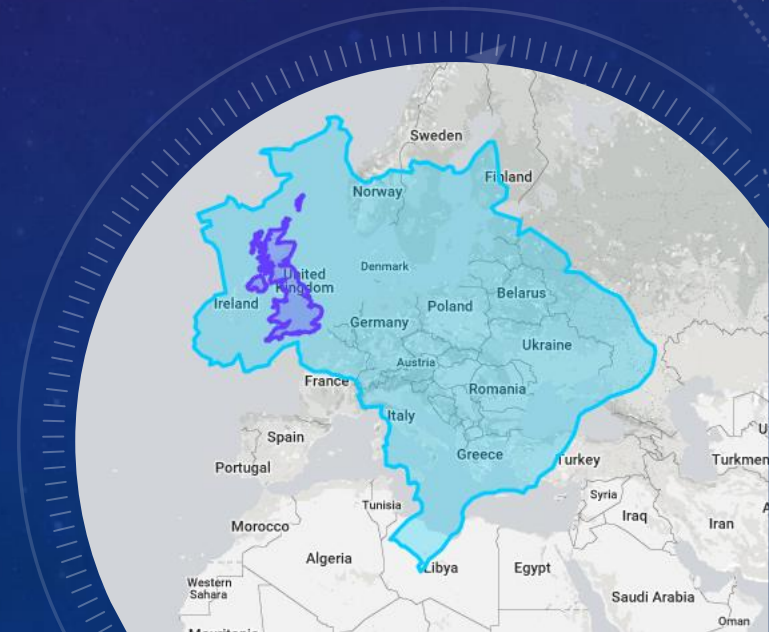 Sweden
Finland
Norway
Denmark
United
Kingdom
Ireland
Belarus
Poland
Germany
Ukraine
Austria
France
Romania
Italy
Spain
Greece
Turkey
Portugal
Turkmen
Syria
Tunisia
Iraq
Iran
Morocco
Algeria
Libya
Egypt
Western
Sahara
Saudi Arabia
Oman